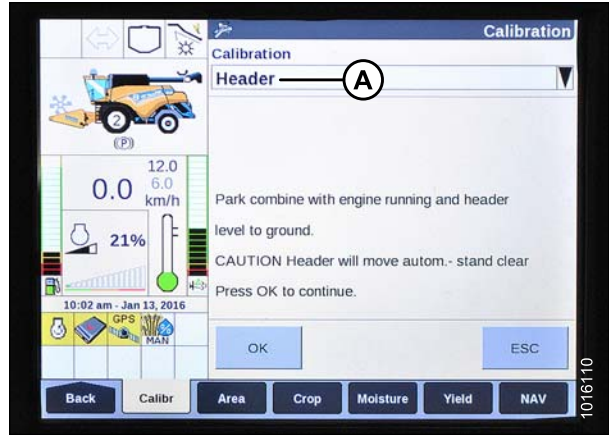 Calibration
Calibration
Header
A
2
(P)
12.0
0.0
6.0
km/h
21%
Park combine with engine running and header
level to ground.
CAUTION Header will move autom.- stand clear
Press OK to continue.
10:02 am - Jan 13, 2016
GPS
MAN
OK
ESC
Back
Calibr
Area
Crop
Moisture
Yield
NAV
1016110